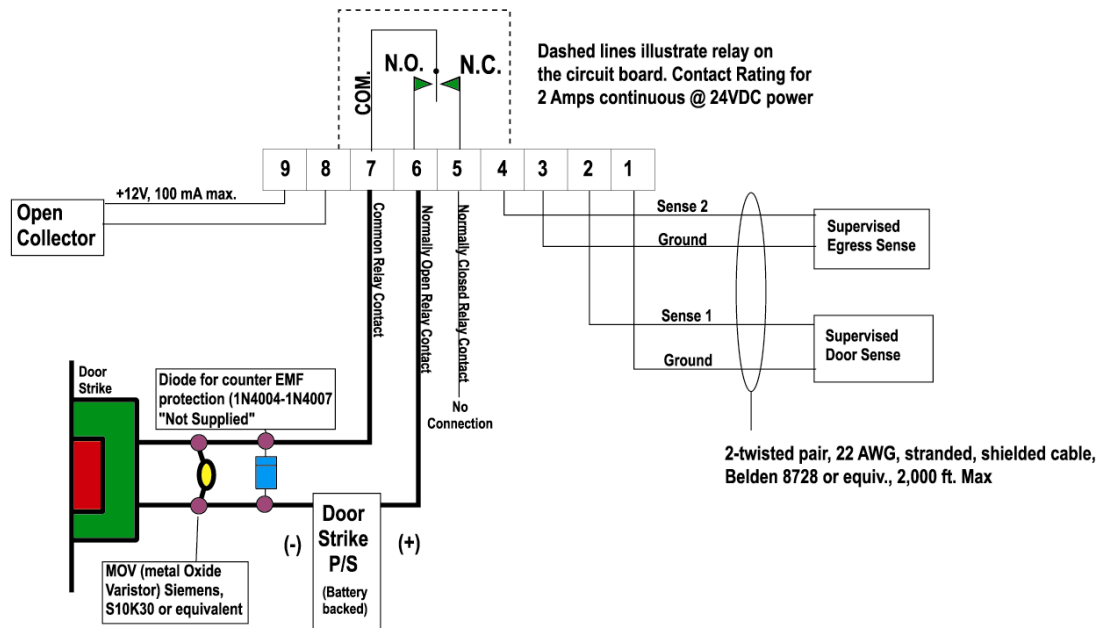 COM.
N.O.
N.C.
Dashed lines illustrate relay on
the circuit board. Contact Rating for
2 Amps continuous @ 24VDC power
9 8 7 6 5 4 3 2 1
+12V, 100 mA max.
Open
Collector
Common Relay Contact
Normally Open Relay Contact
Normally Closed Relay Contact
No
Connection
Sense 2
Ground
Supervised
Egress Sense
Sense 1
Ground
Supervised
Door Sense
2-twisted pair, 22 AWG, stranded, shielded cable,
Belden 8728 or equiv., 2,000 ft. Max
Door
Strike
Diode for counter EMF
protection (1N4004-1N4007
"Not Supplied"
(-)
Door
Strike
P/S
(Battery
backed)
(+)
MOV (metal Oxide
Varistor) Siemens,
S10K30 or equivalent